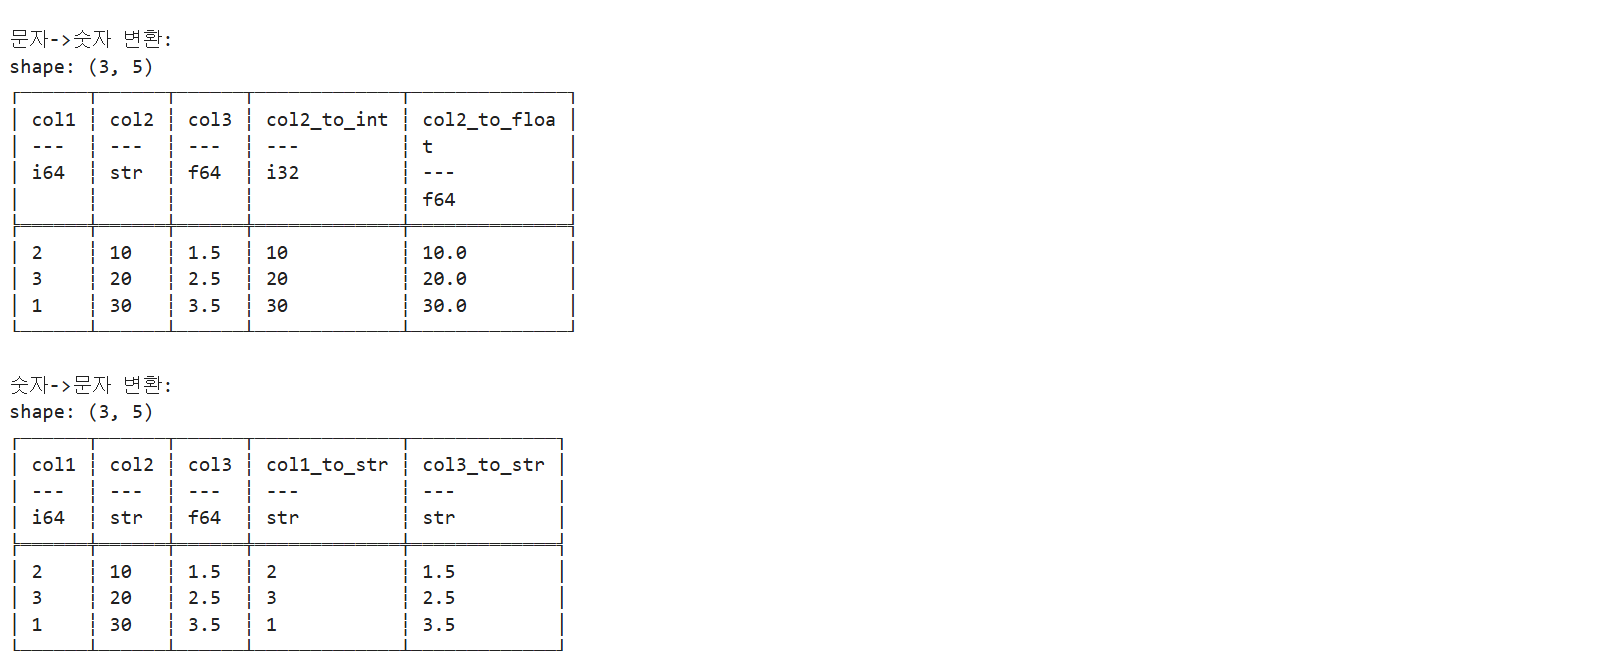 문자->숫자 변환:
shape: (3, 5)
┌──────┬──────┬──────┬─────────────┬──────────────┐
│ col1 ┆ col2 ┆ col3 ┆ col2_to_int ┆ col2_to_floa │
│ ---  ┆ ---  ┆ ---  ┆ ---         ┆ t            │
│ i64  ┆ str  ┆ f64  ┆ i32         ┆ ---          │
│      ┆      ┆      ┆             ┆ f64          │
╞══════╪══════╪══════╪═════════════╪══════════════╡
│ 2    ┆ 10   ┆ 1.5  ┆ 10          ┆ 10.0         │
│ 3    ┆ 20   ┆ 2.5  ┆ 20          ┆ 20.0         │
│ 1    ┆ 30   ┆ 3.5  ┆ 30          ┆ 30.0         │
└──────┴──────┴──────┴─────────────┴──────────────┘
숫자->문자 변환:
shape: (3, 5)
┌──────┬──────┬──────┬─────────────┬─────────────┐
│ col1 ┆ col2 ┆ col3 ┆ col1_to_str ┆ col3_to_str │
│ ---  ┆ ---  ┆ ---  ┆ ---         ┆ ---         │
│ i64  ┆ str  ┆ f64  ┆ str         ┆ str         │
╞══════╪══════╪══════╪═════════════╪═════════════╡
│ 2    ┆ 10   ┆ 1.5  ┆ 2           ┆ 1.5         │
│ 3    ┆ 20   ┆ 2.5  ┆ 3           ┆ 2.5         │
│ 1    ┆ 30   ┆ 3.5  ┆ 1           ┆ 3.5         │
└──────┴──────┴──────┴─────────────┴─────────────┘